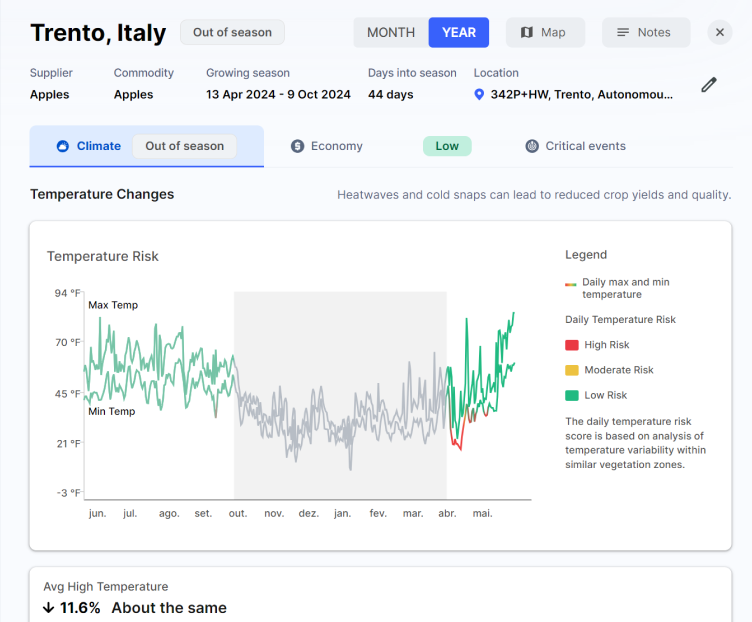 Trento, Italy Out of season MONTH YEAR Map Notes
Supplier Commodity Growing season Days into season Location
Apples Apples 13 Apr 2024 - 9 Oct 2024 44 days 342P+HW, Trento, Autonomou...
Climate Out of season Economy Low Critical events
Temperature Changes Heatwaves and cold snaps can lead to reduced crop yields and quality.
Temperature Risk
94 °F
Max Temp
70 °F
45 °F
Min Temp
21 °F
-3 °F
jun. jul. ago. set. out. nov. dez. jan. fev. mar. abr. mai.
Legend
Daily max and min
temperature
Daily Temperature Risk
High Risk
Moderate Risk
Low Risk
The daily temperature risk
score is based on analysis of
temperature variability within
similar vegetation zones.
Avg High Temperature
11.6% About the same